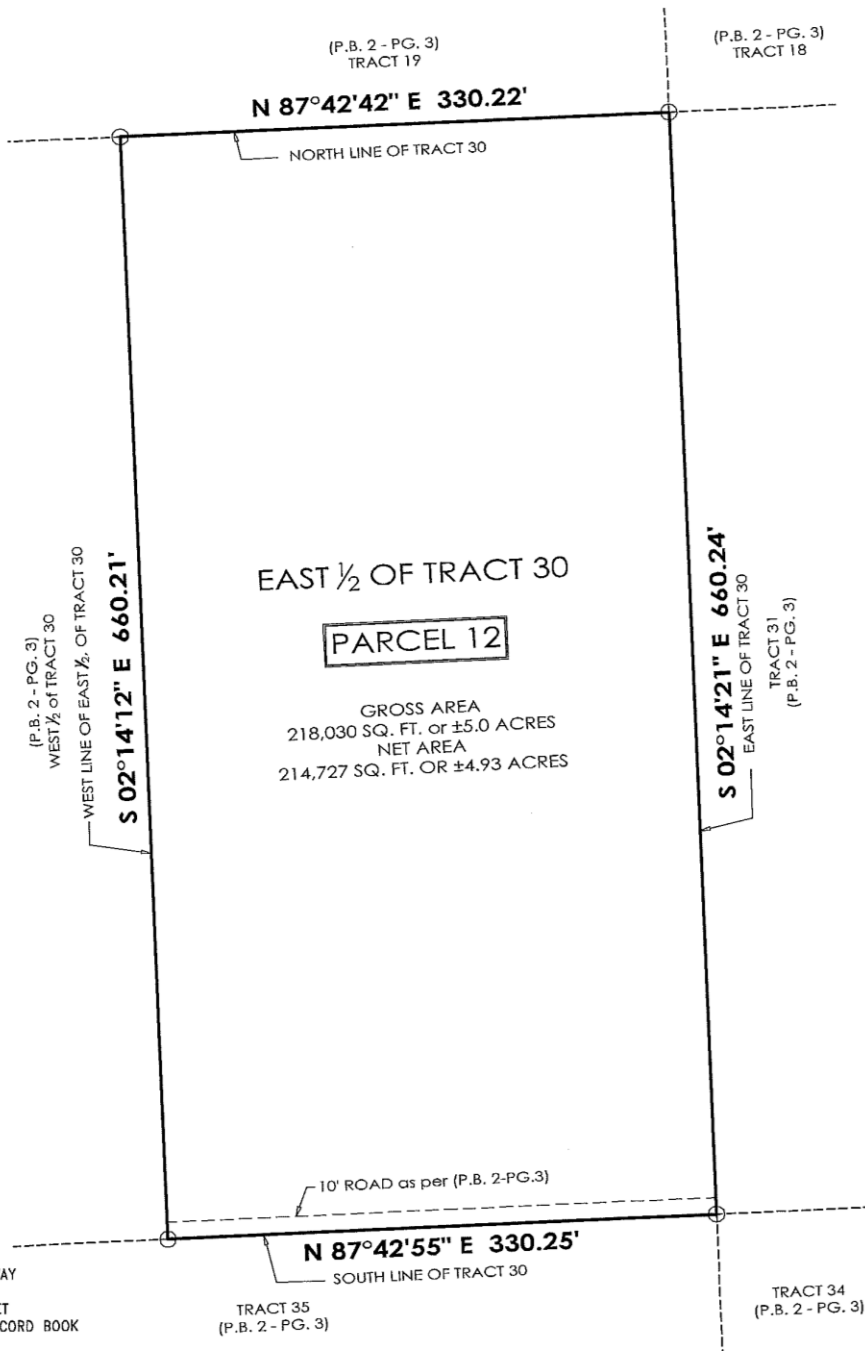 (P.B. 2 - PG. 3)
TRACT 19
(P.B. 2 - PG. 3)
TRACT 18
N 87°42'42" E 330.22'
NORTH LINE OF TRACT 30
(P.B. 2 - PG. 3)
WEST ½ of TRACT 30
WEST LINE OF EAST ½. OF TRACT 30
S 02°14'12" E 660.21'
EAST ½ OF TRACT 30
PARCEL 12
GROSS AREA
218,030 SQ. FT. or ±5.0 ACRES
NET AREA
214,727 SQ. FT. OR ±4.93 ACRES
S 02°14'21" E 660.24'
EAST LINE OF TRACT 30
TRACT 31
(P.B. 2 - PG. 3)
10' ROAD as per (P.B. 2-PG.3)
N 87°42'55" E 330.25'
SOUTH LINE OF TRACT 30
TRACT 35
(P.B. 2 - PG. 3)
TRACT 34
(P.B. 2 - PG. 3)
BOOK